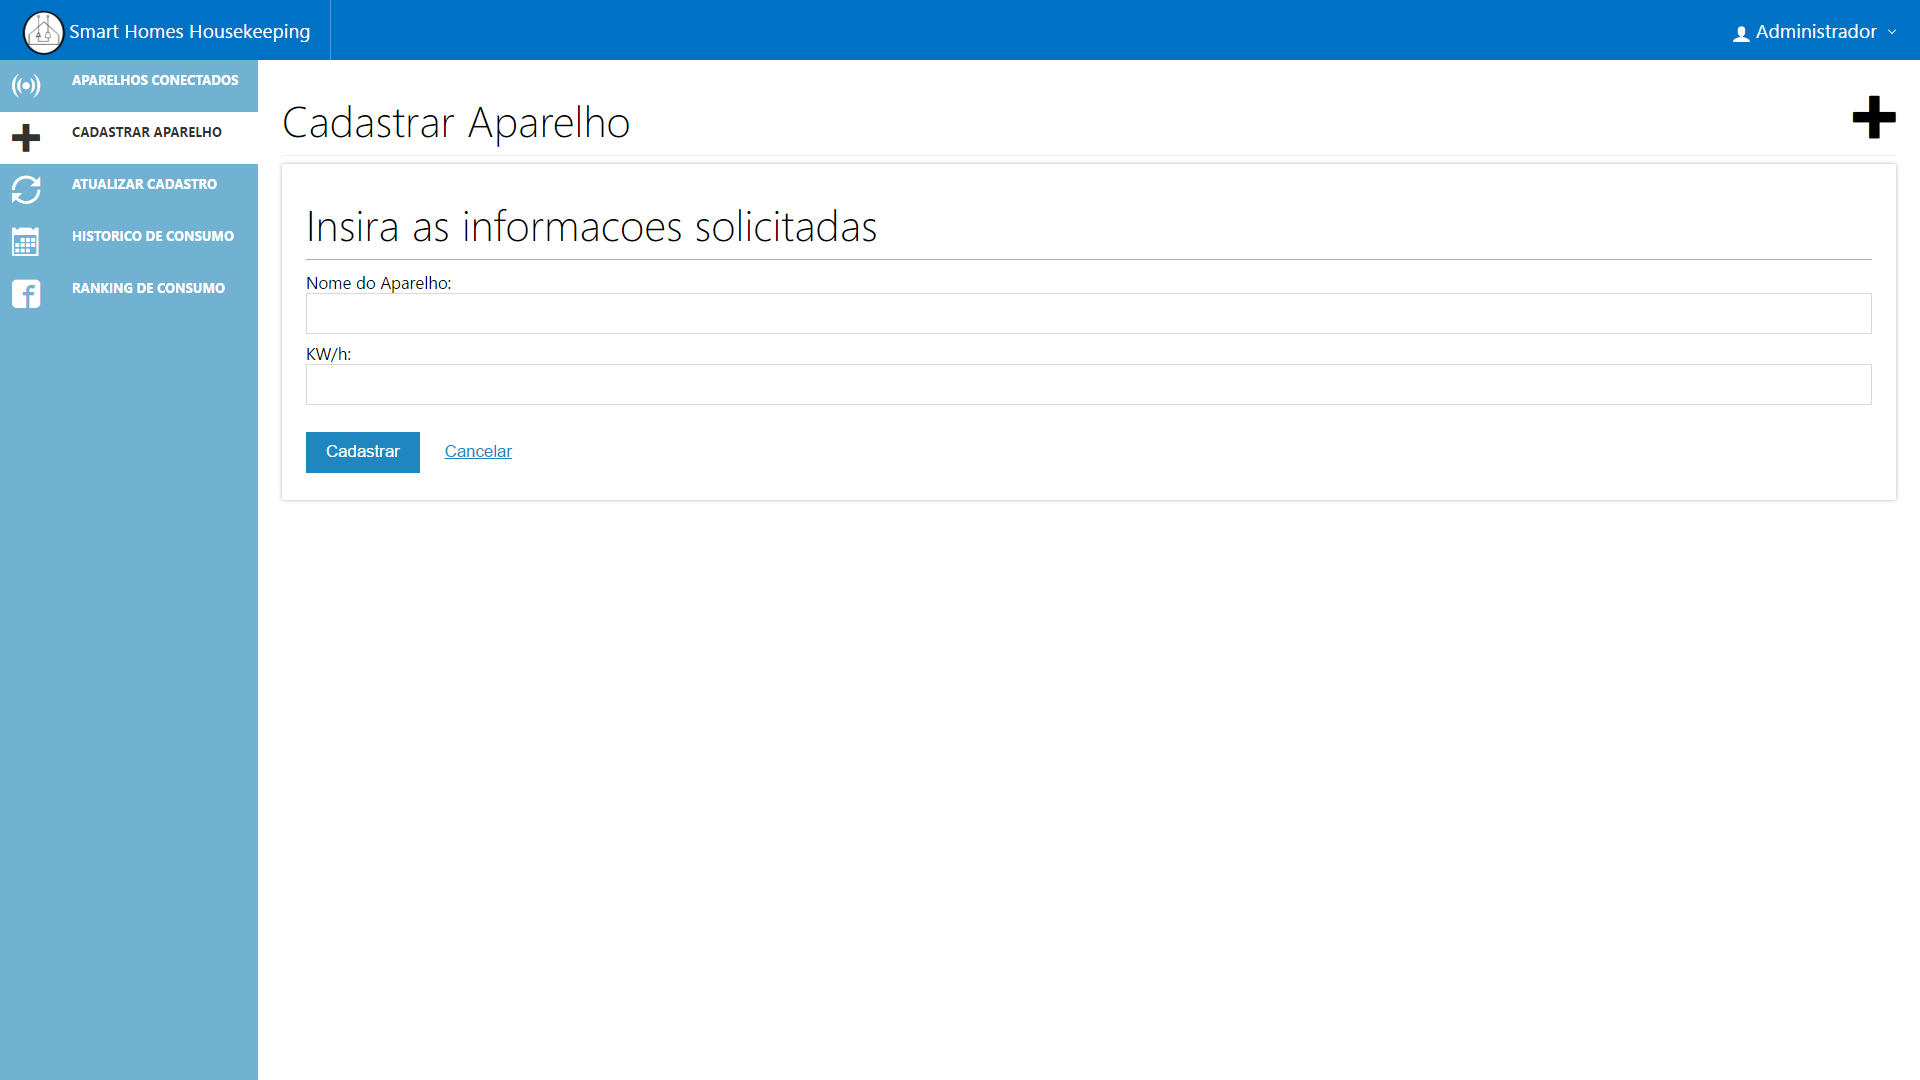 Smart Homes Housekeeping
Administrador
APARELHOS CONECTADOS
CADASTRAR APARELHO
ATUALIZAR CADASTRO
HISTORICO DE CONSUMO
RANKING DE CONSUMO
Cadastrar Aparelho
Insira as informacoes solicitadas
Nome do Aparelho:
KW/h:
Cadastrar Cancelar